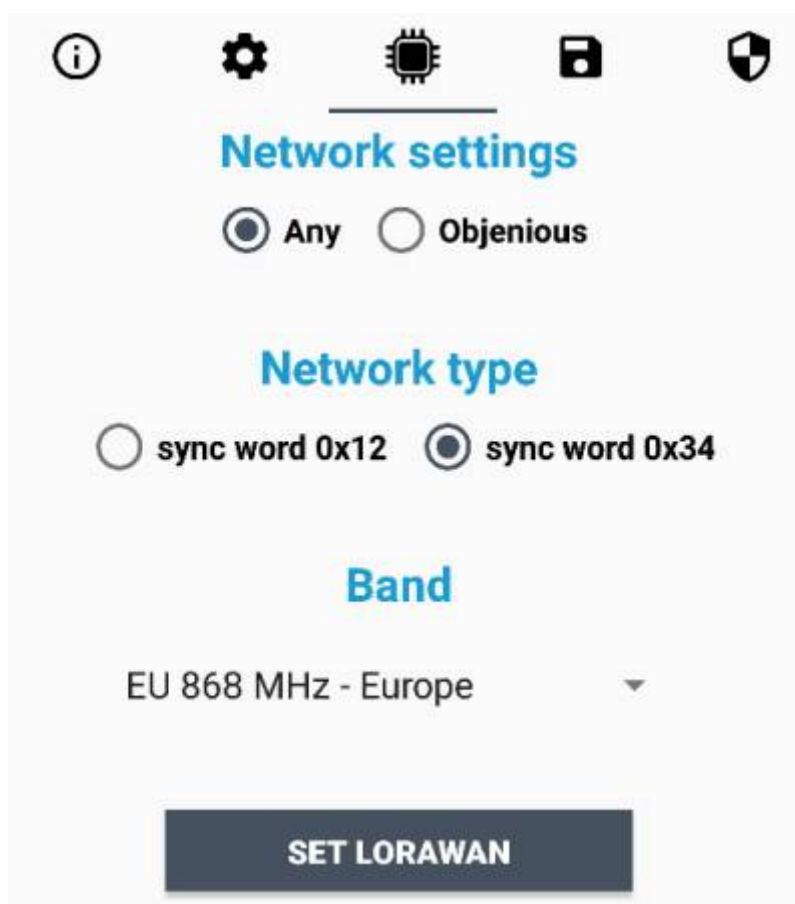 Network settings
Any Objenious
Network type
sync word 0x12 sync word 0x34
Band
EU 868 MHz - Europe
SET LORAWAN